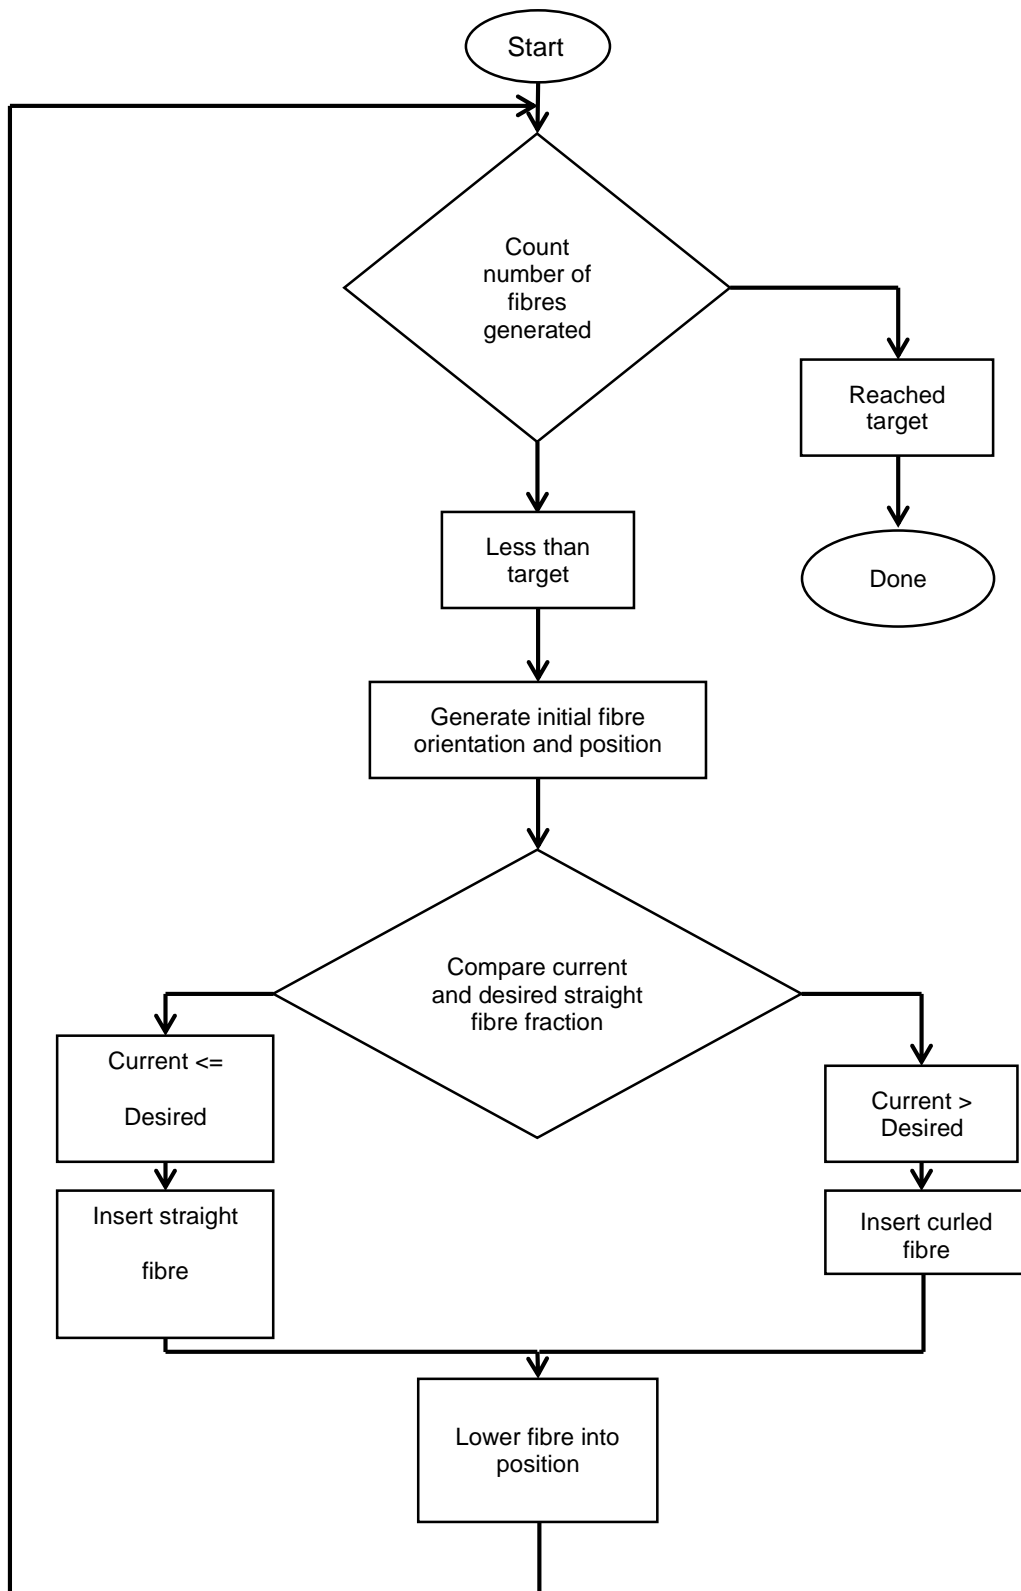 Start
Count
number of
fibres
generated
Reached
target
Less than
target
Done
Generate initial fibre
orientation and position
Compare current
and desired straight
fibre fraction
Current <=
Desired
Current >
Desired
Insert straight
fibre
Insert curled
fibre
Lower fibre into
position